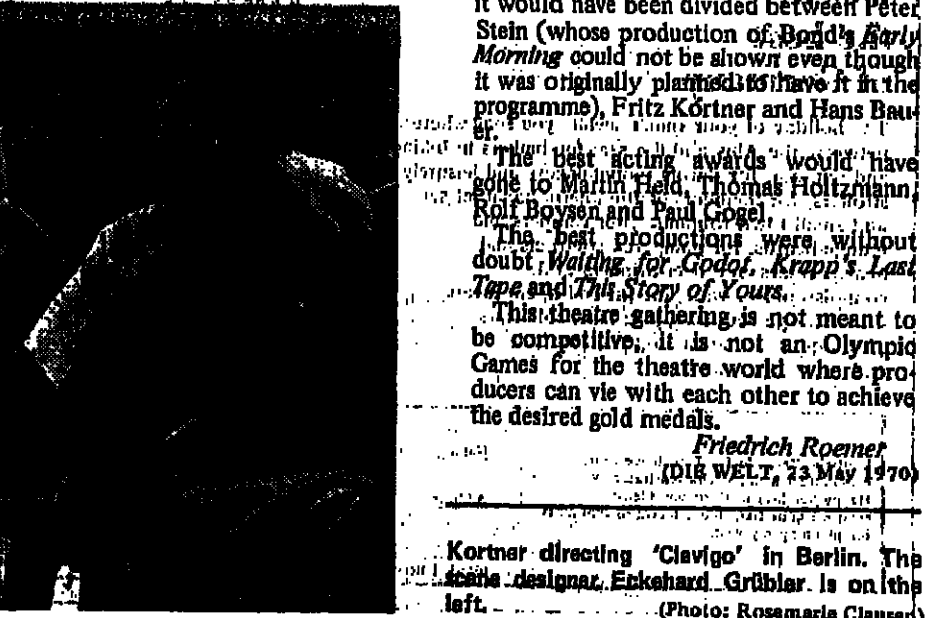 it would have been divided between Peter
Stein (whose production of Bond's Early
Morning could not be shown even though
it was originally planned to have it in the
programme), Fritz Kortner and Hans Bau-
er.
The best acting awards would have
gone to Martin Held, Thomas Holtzmann,
Rolf Boysen and Paul Gogel.
The best productions were without
doubt Waiting for Godot, Krapp's Last
Tape and This Story of Yours.
This theatre gathering is not meant to
be competitive; it is not an Olympic
Games for the theatre world where pro-
ducers can vie with each other to achieve
the desired gold medals.
Friedrich Roemer
(DIE WELT, 23 May 1970)
Kortner directing 'Clavigo' in Berlin. The
scene designer Eckehard Grübler is on the
left.
(Photo: Rosemarie Clausen)